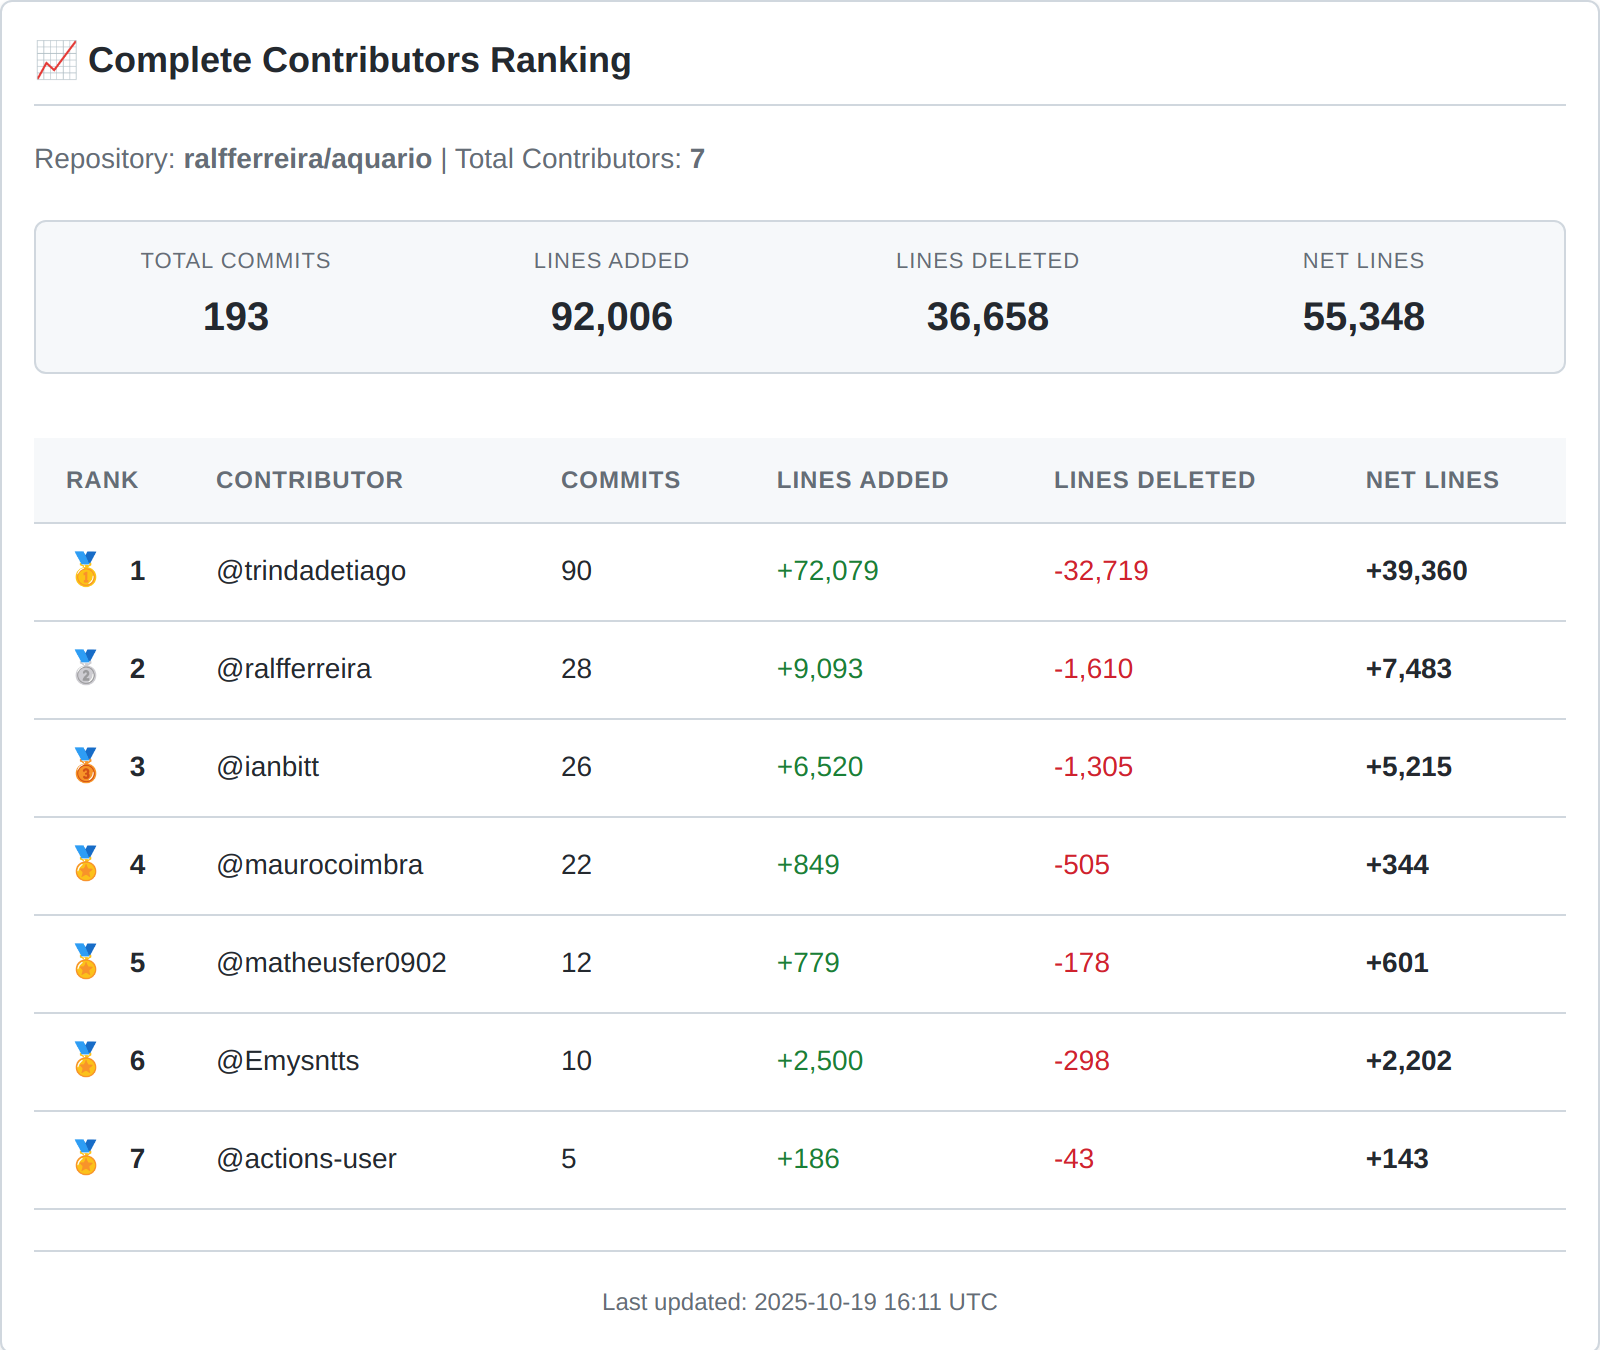 Complete Contributors Ranking
Repository: ralfferreira/aquario | Total Contributors: 7
TOTAL COMMITS LINES ADDED LINES DELETED NET LINES
193 92,006 36,658 55,348
RANK CONTRIBUTOR COMMITS LINES ADDED LINES DELETED NET LINES
1 @trindadetiago 90 +72,079 -32,719 +39,360
2 @ralfferreira 28 +9,093 -1,610 +7,483
3 @ianbitt 26 +6,520 -1,305 +5,215
4 @maurocoimbra 22 +849 -505 +344
5 @matheusfer0902 12 +779 -178 +601
6 @Emysntts 10 +2,500 -298 +2,202
7 @actions-user 5 +186 -43 +143
Last updated: 2025-10-19 16:11 UTC